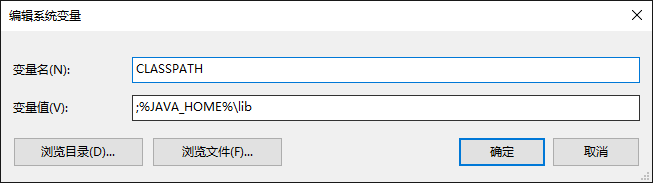 编辑系统变量
变量名(N): CLASSPATH
变量值(V): ;%JAVA_HOME%\lib
浏览目录(D)... 浏览文件(F)... 确定 取消